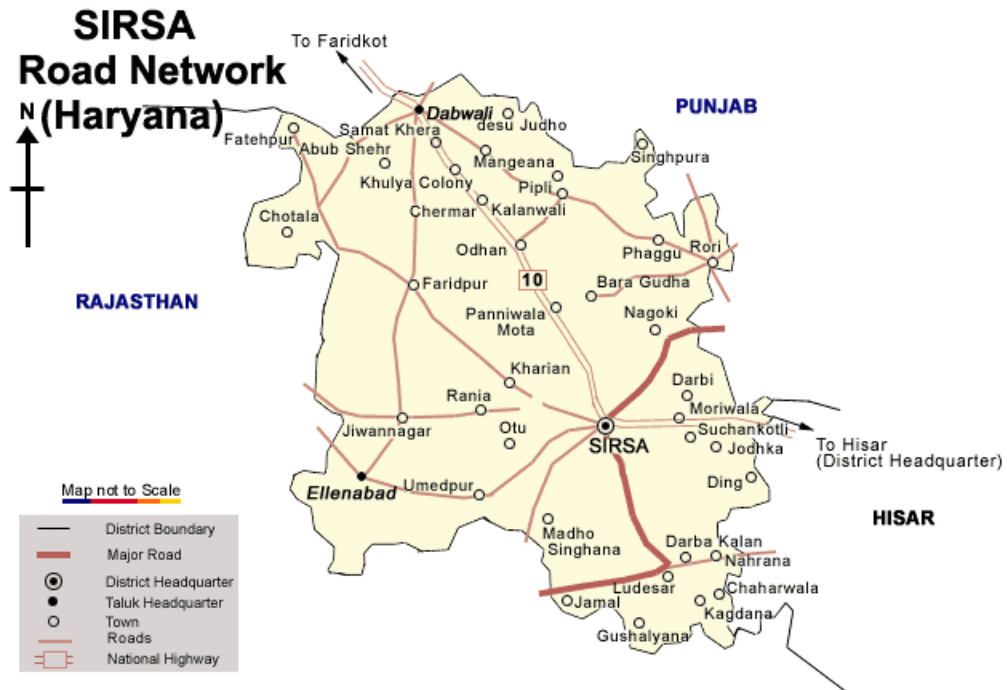 SIRSA
Road Network
(Haryana)
N
To Faridkot
PUNJAB
Dabwali
desu Judho
Samat Khera
Fatehpur
Abub Shehr
Mangeana
Singhpura
Khulya Colony
Pipli
Chotala
Chermar
Kalanwali
Odhan
Phaggu
Rori
10
Faridpur
Bara Gudha
RAJASTHAN
Panniwala
Mota
Nagoki
Kharian
Darbi
Rania
Moriwala
Jiwannagar
Otu
SIRSA
Suchankotli
Jodhka
To Hisar
(District Headquarter)
Ellenabad
Umedpur
Ding
HISAR
Madho
Singhana
Darba Kalan
Nahrana
Ludesar
Chaharwala
Jamal
Kagdana
Gushalyana
Map not to Scale
District Boundary
Major Road
District Headquarter
Taluk Headquarter
Town
Roads
National Highway